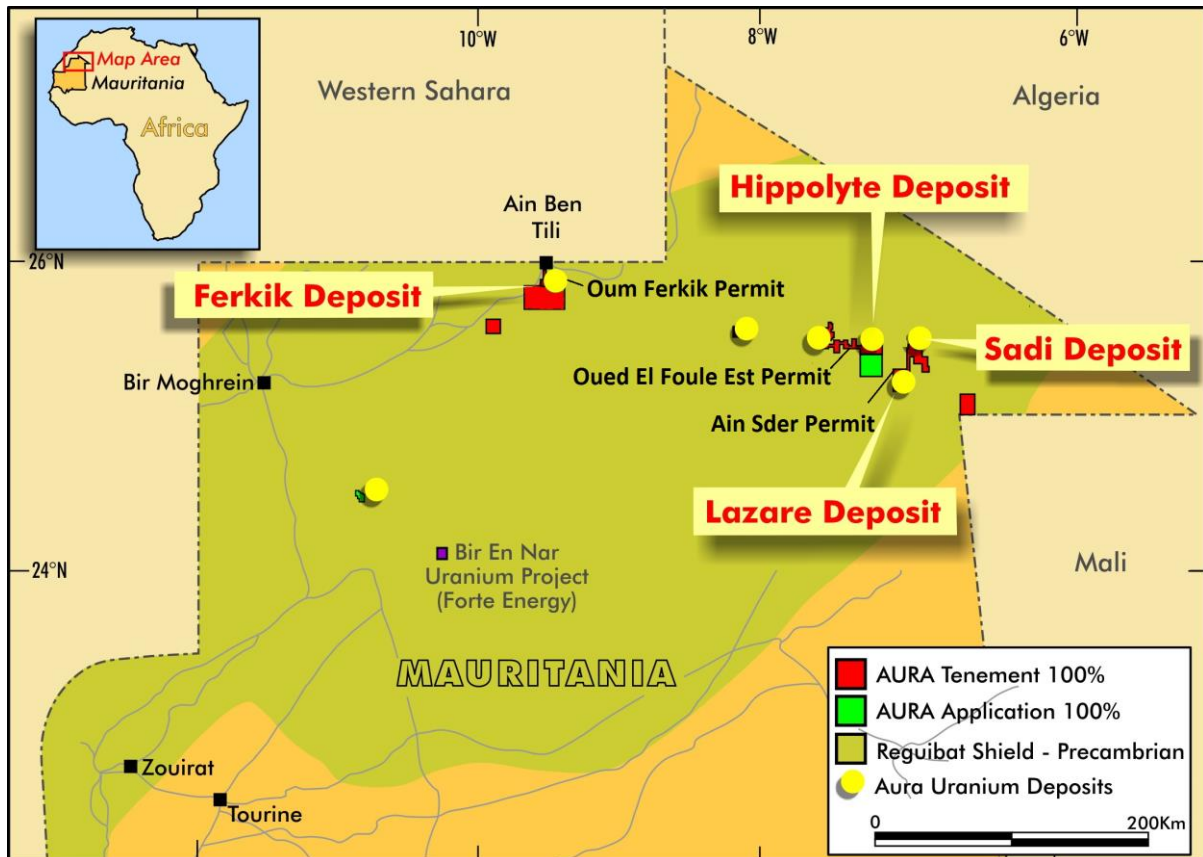 Map Area
Mauritania
Africa
10°W
8°W
6°W
Western Sahara
Algeria
Hippolyte Deposit
Ain Ben
Tili
26°N
Ferkik Deposit
Oum Ferkik Permit
Sadi Deposit
Oued El Foule Est Permit
Bir Moghrein
Ain Sder Permit
Lazare Deposit
Bir En Nar
Uranium Project
(Forte Energy)
24°N
Mali
MAURITANIA
AURA Tenement 100%
AURA Application 100%
Reguibat Shield - Precambrian
Aura Uranium Deposits
0
200Km
Zouirat
Tourine